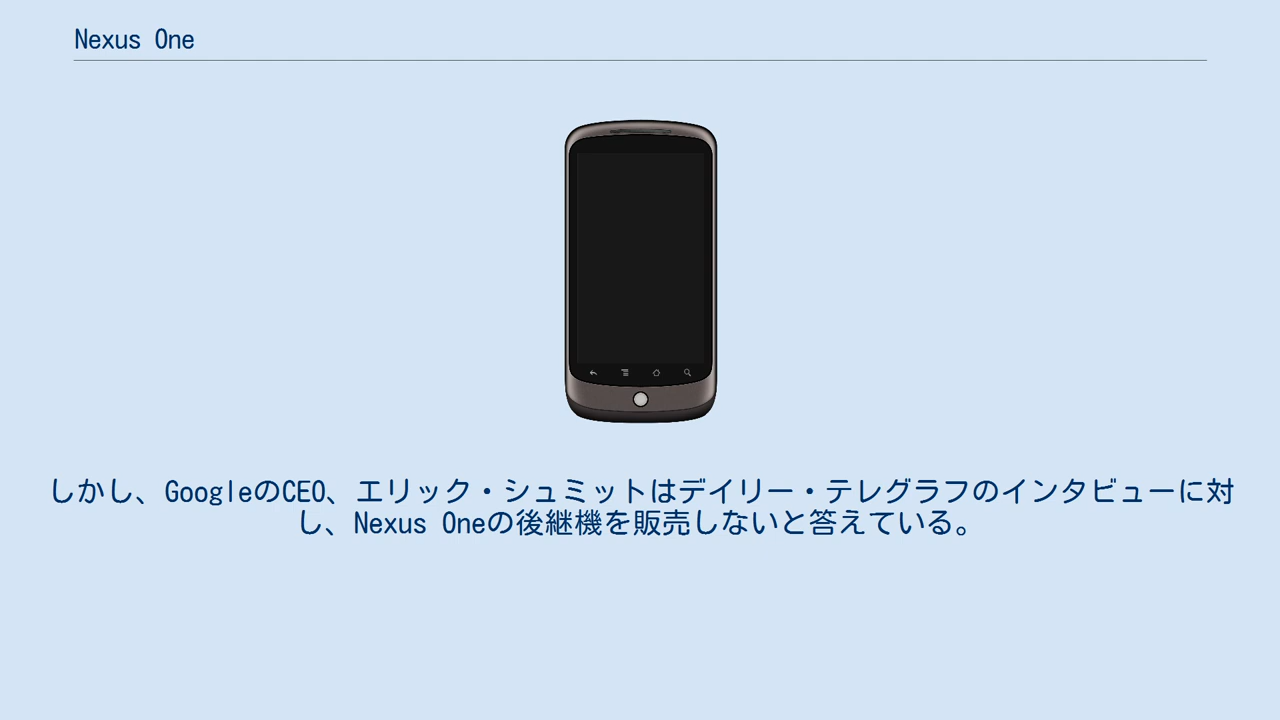 Nexus One
しかし、GoogleのCEO、エリック・シュミットはデイリー・テレグラフのインタビューに対
し、Nexus Oneの後継機を販売しないと答えている。